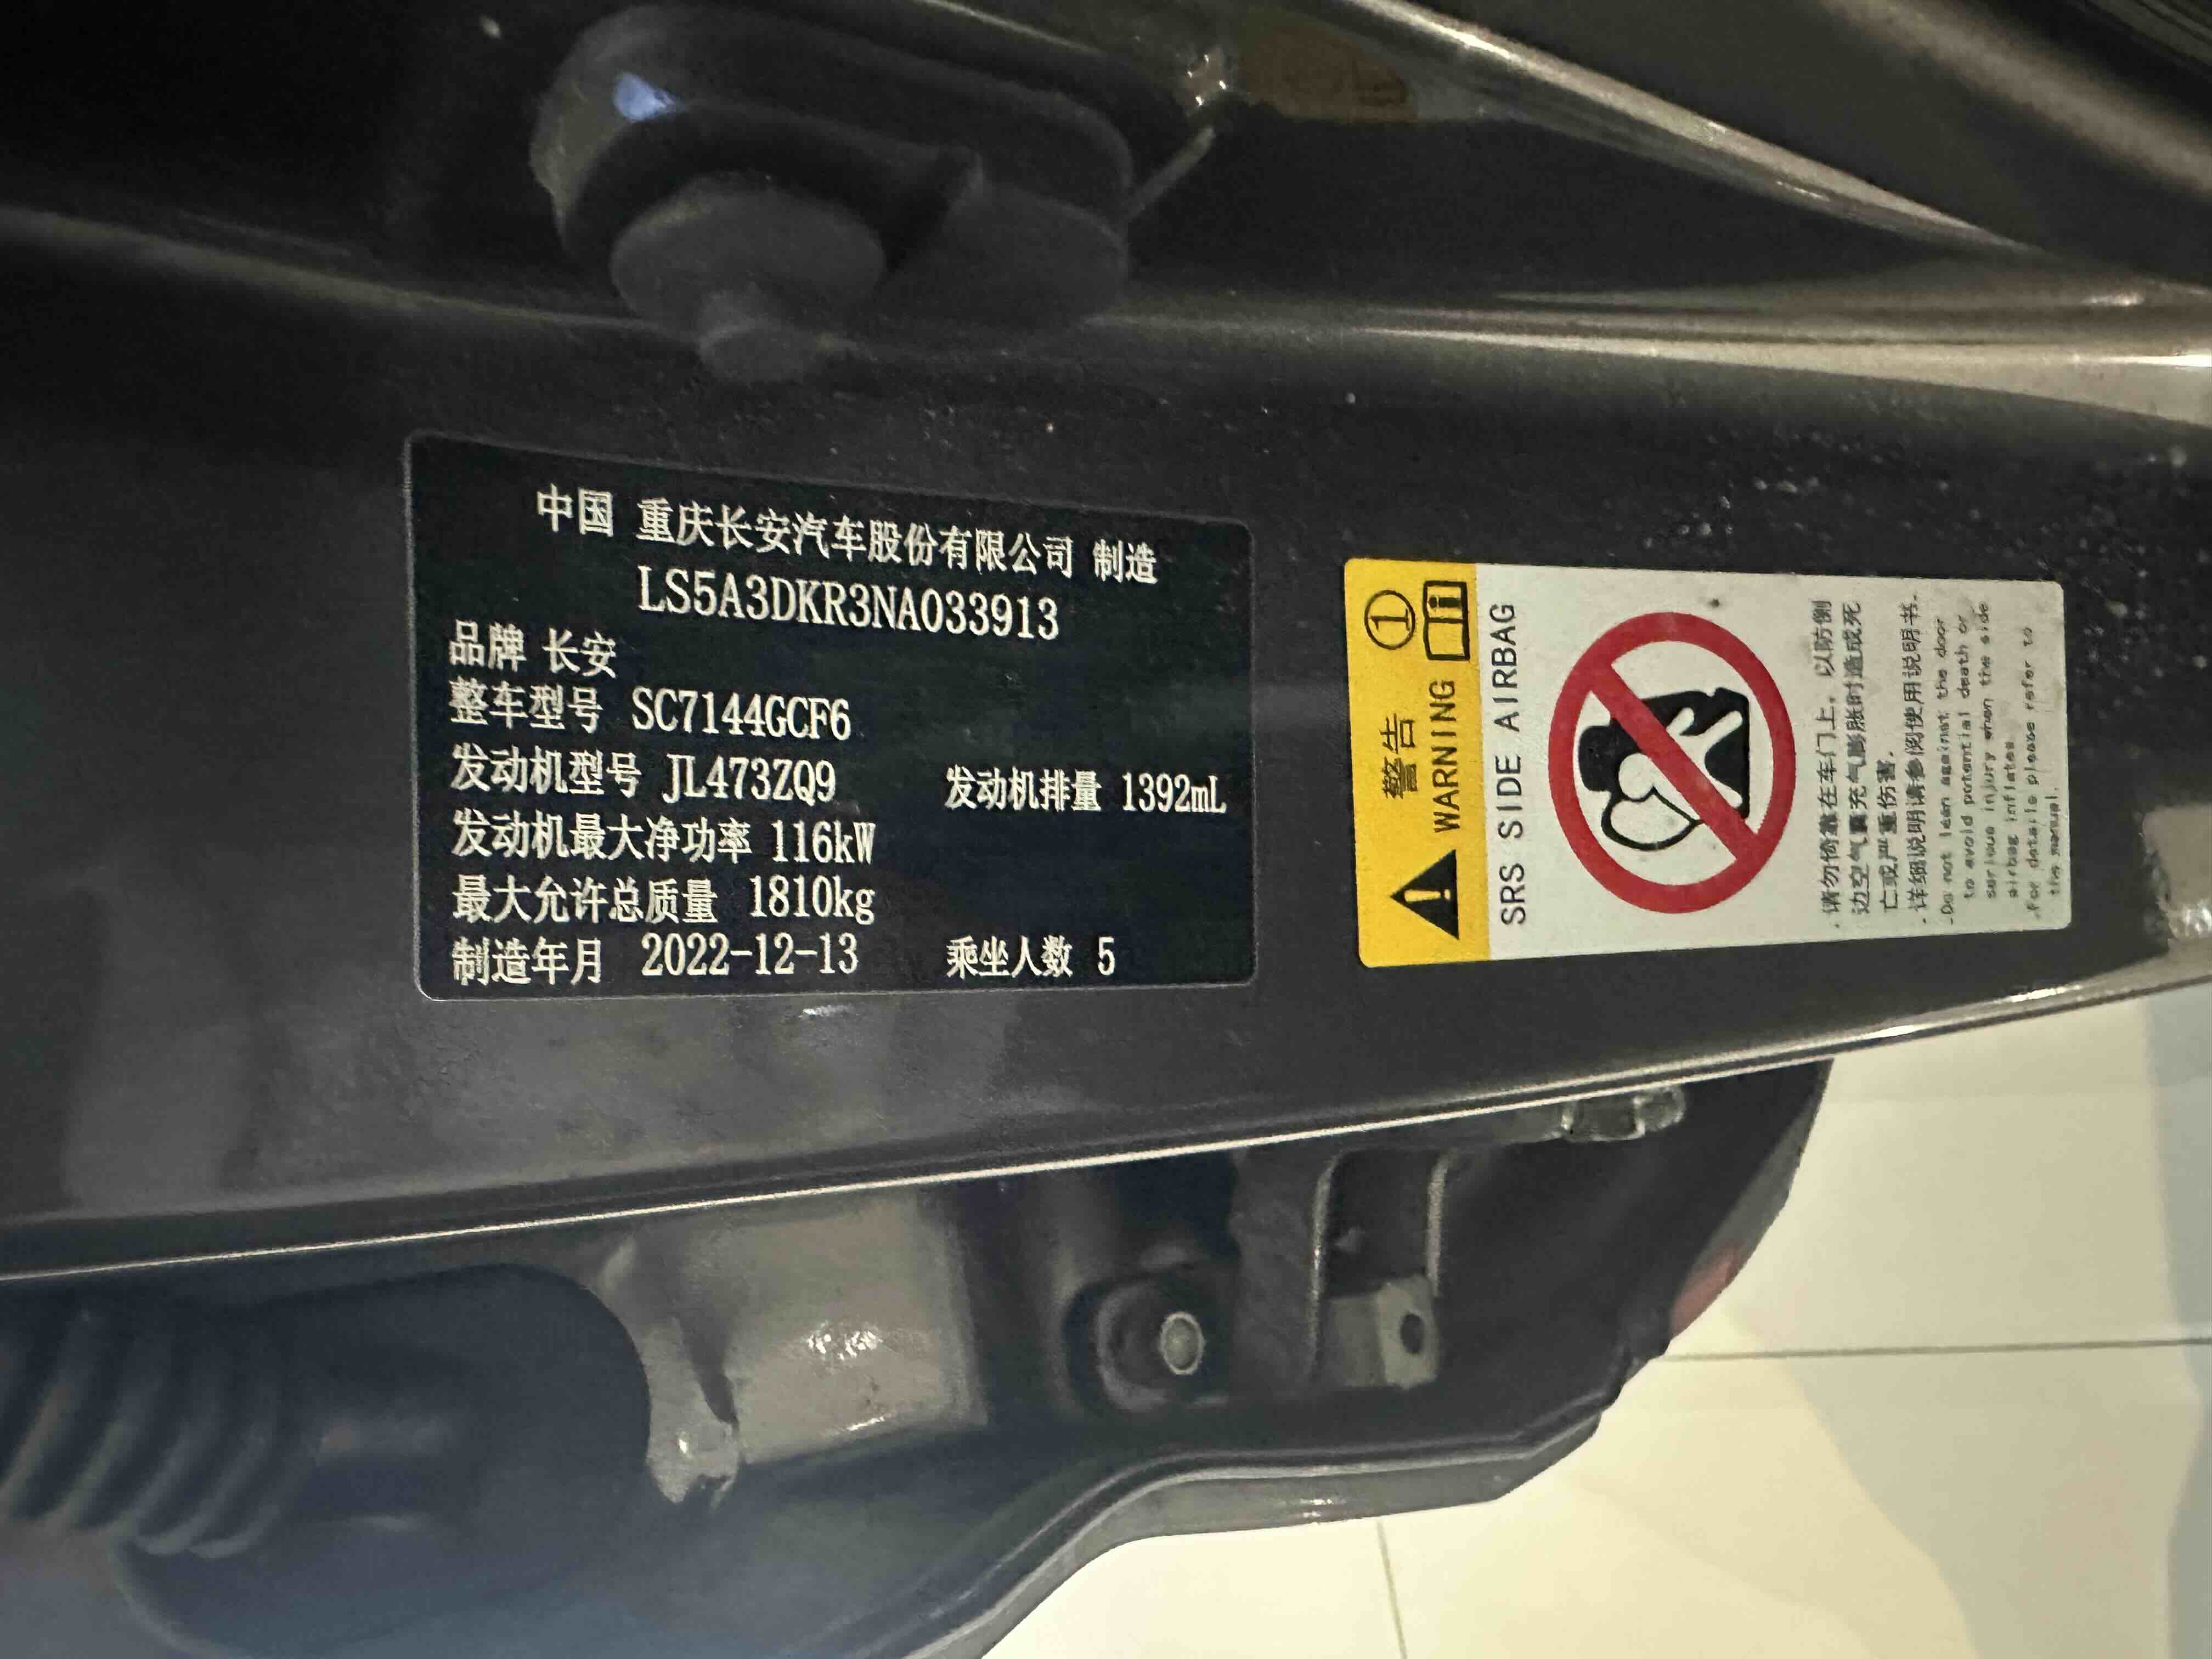 中国 重庆长安汽车股份有限公司 制造
LS5A3DKR3NA033913
品牌 长安
整车型号 SC7144GCF6
发动机型号 JL473ZQ9 发动机排量 1392mL
发动机最大净功率 116kW
最大允许总质量 1810kg
制造年月 2022-12-13 乘坐人数 5
警告 ①
WARNING
SRS SIDE AIRBAG
.请勿倚靠在车门上，以防侧
边空气囊充气膨胀时造成死
亡或严重伤害.
.详细说明请参阅使用说明书.
.Do not lean against the door
to avoid potential death or
serious injury when the side
airbag inflates
.For details please refer to
the manual.